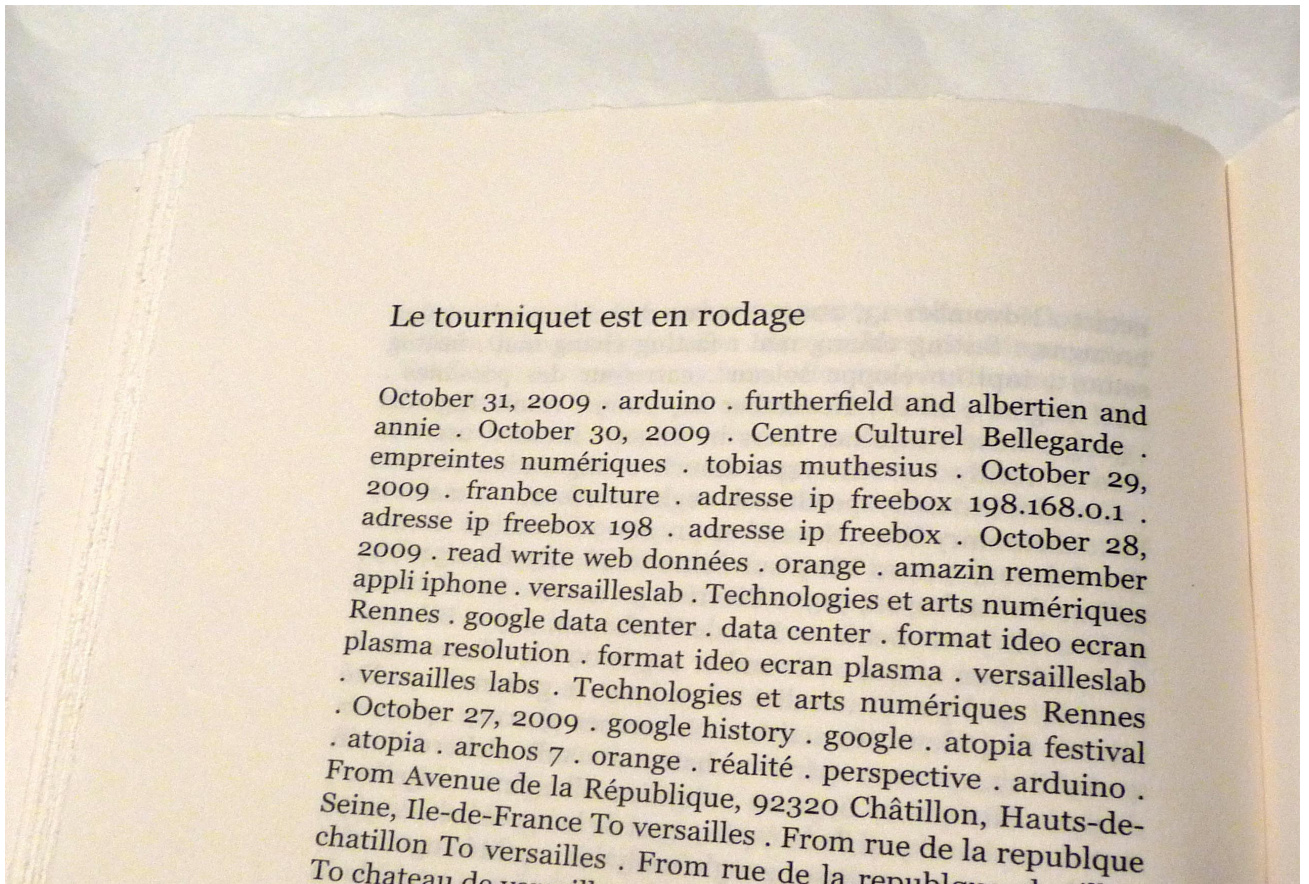 Le tourniquet est en rodage
October 31, 2009 . arduino . furtherfield and albertien and
annie . October 30, 2009 . Centre Culturel Bellegarde .
empreintes numériques . tobias muthesius . October 29,
2009 . franbce culture . adresse ip freebox 198.168.0.1 .
adresse ip freebox 198 . adresse ip freebox . October 28,
2009 . read write web données . orange . amazin remember
appli iphone . versailleslab . Technologies et arts numériques
Rennes . google data center . data center . format ideo ecran
plasma resolution . format ideo ecran plasma . versailleslab
. versailles labs . Technologies et arts numériques Rennes
. October 27, 2009 . google history . google . atopia festival
. atopia . archos 7 . orange . réalité . perspective . arduino .
From Avenue de la République, 92320 Châtillon, Hauts-de-
Seine, Ile-de-France To versailles . From rue de la republque
chatillon To versailles . From rue de la republque
To chateau de